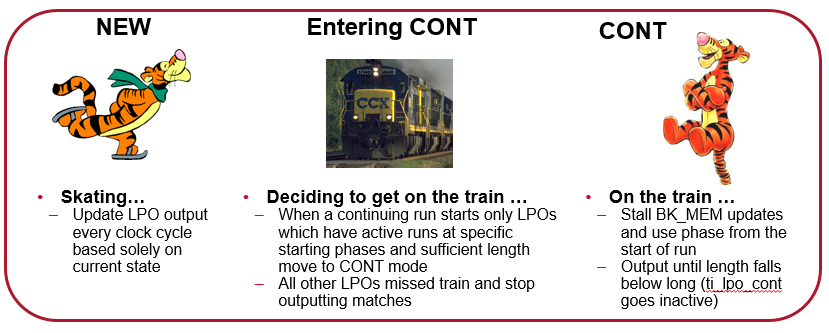 NEW
Entering CONT
CONT
CCX
• Skating…
– Update LPO output
every clock cycle
based solely on
current state
• Deciding to get on the train …
– When a continuing run starts only LPOs
which have active runs at specific
starting phases and sufficient length
move to CONT mode
– All other LPOs missed train and stop
outputting matches
• On the train …
– Stall BK_MEM updates
and use phase from the
start of run
– Output until length falls
below long (ti_lpo_cont
goes inactive)